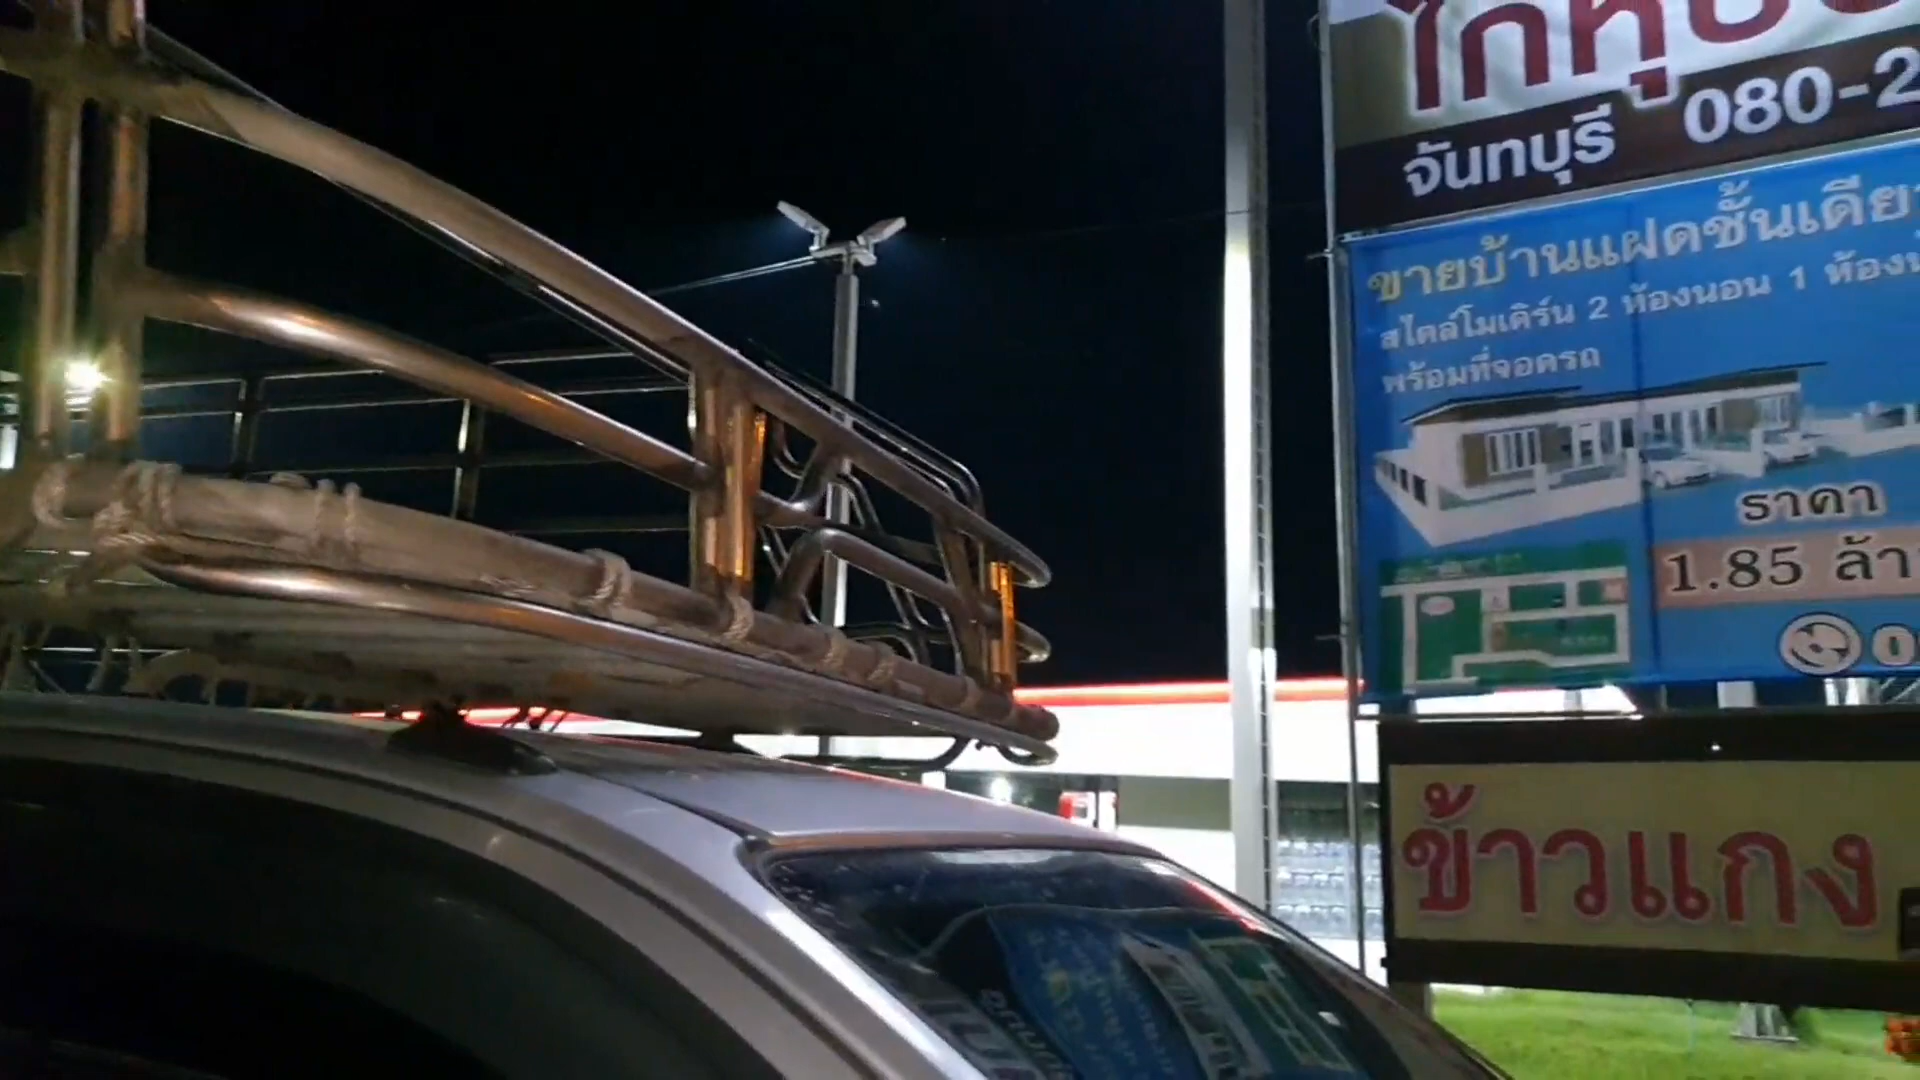 จันทบุรี 080-2
ขายบ้านแฝดชั้นเดีย
สไตล์โมเดิร์น 2 ห้องนอน 1 ห้อง
พร้อมที่จอดรถ
ราคา
1.85 ล้า
0
ข้าวแกง